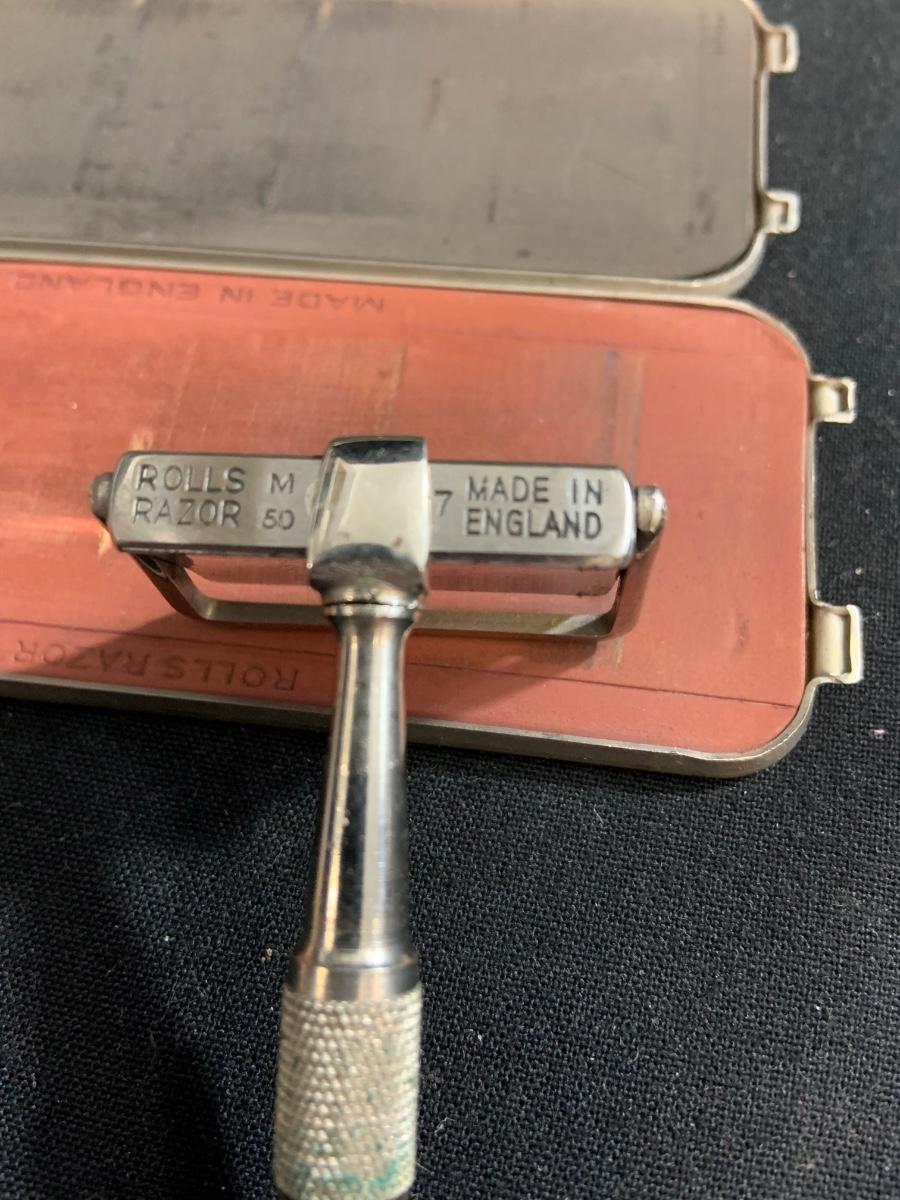 MADE IN ENGLAND
ROLLS M
RAZOR 50
7 MADE IN
ENGLAND
ROLLS RAZOR